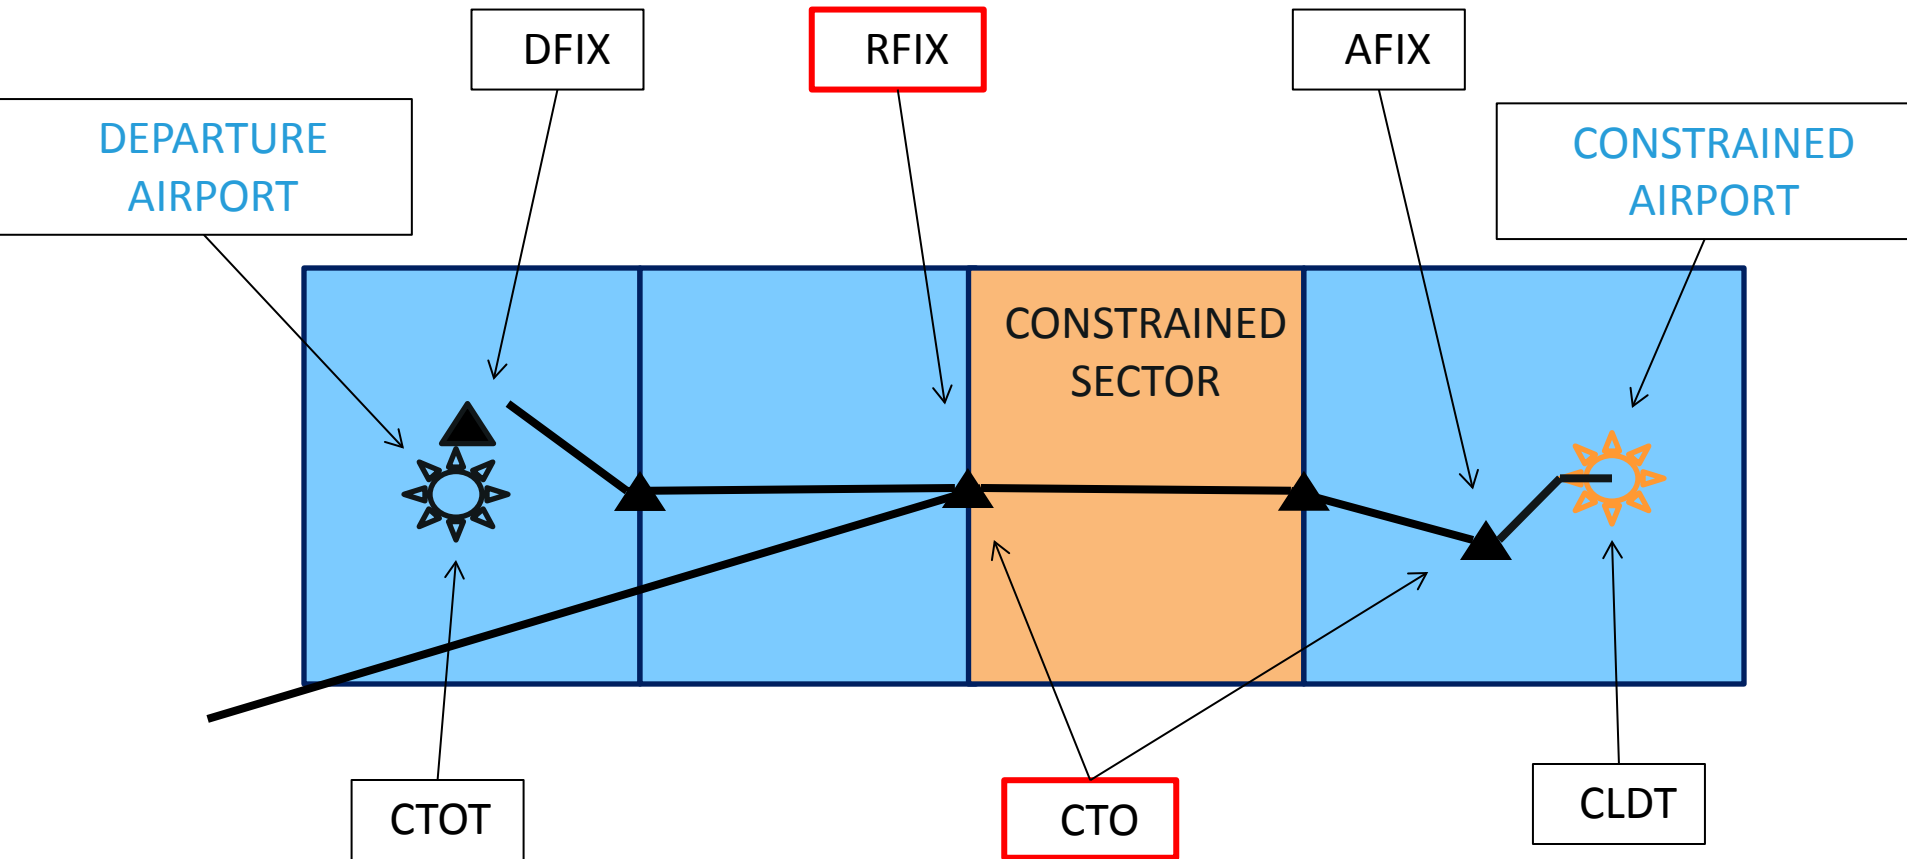 DFIX
RFIX
AFIX
DEPARTURE
AIRPORT
CONSTRAINED
AIRPORT
CONSTRAINED
SECTOR
CTOT
CTO
CLDT